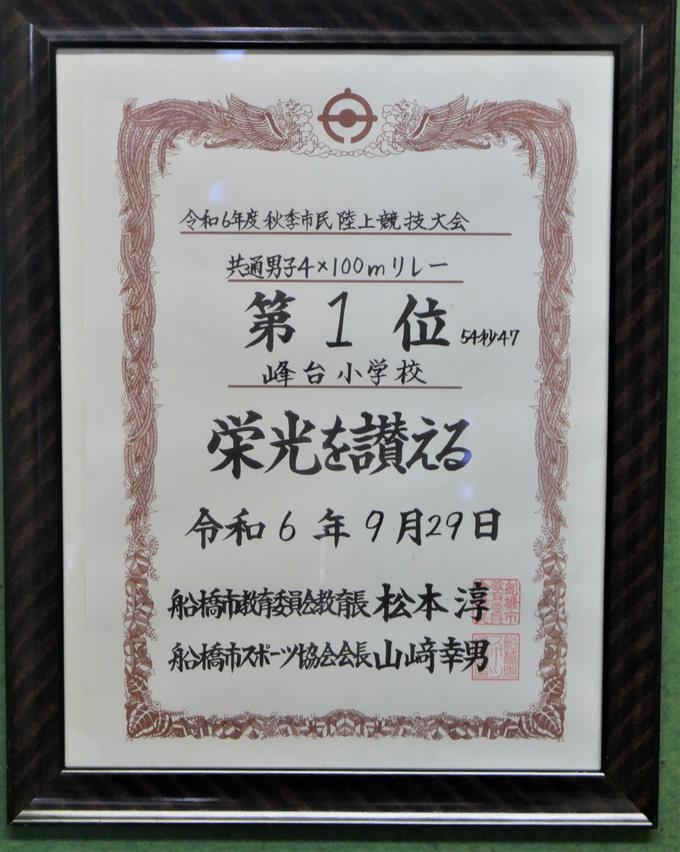 令和6年度秋季市民陸上競技大会
共通男子4×100mリレー
第1位 54秒47
峰台小学校
栄光を讃える
令和6年9月29日
船橋市教育委員会教育長 松本淳
船橋市スポーツ協会会長 山﨑幸男